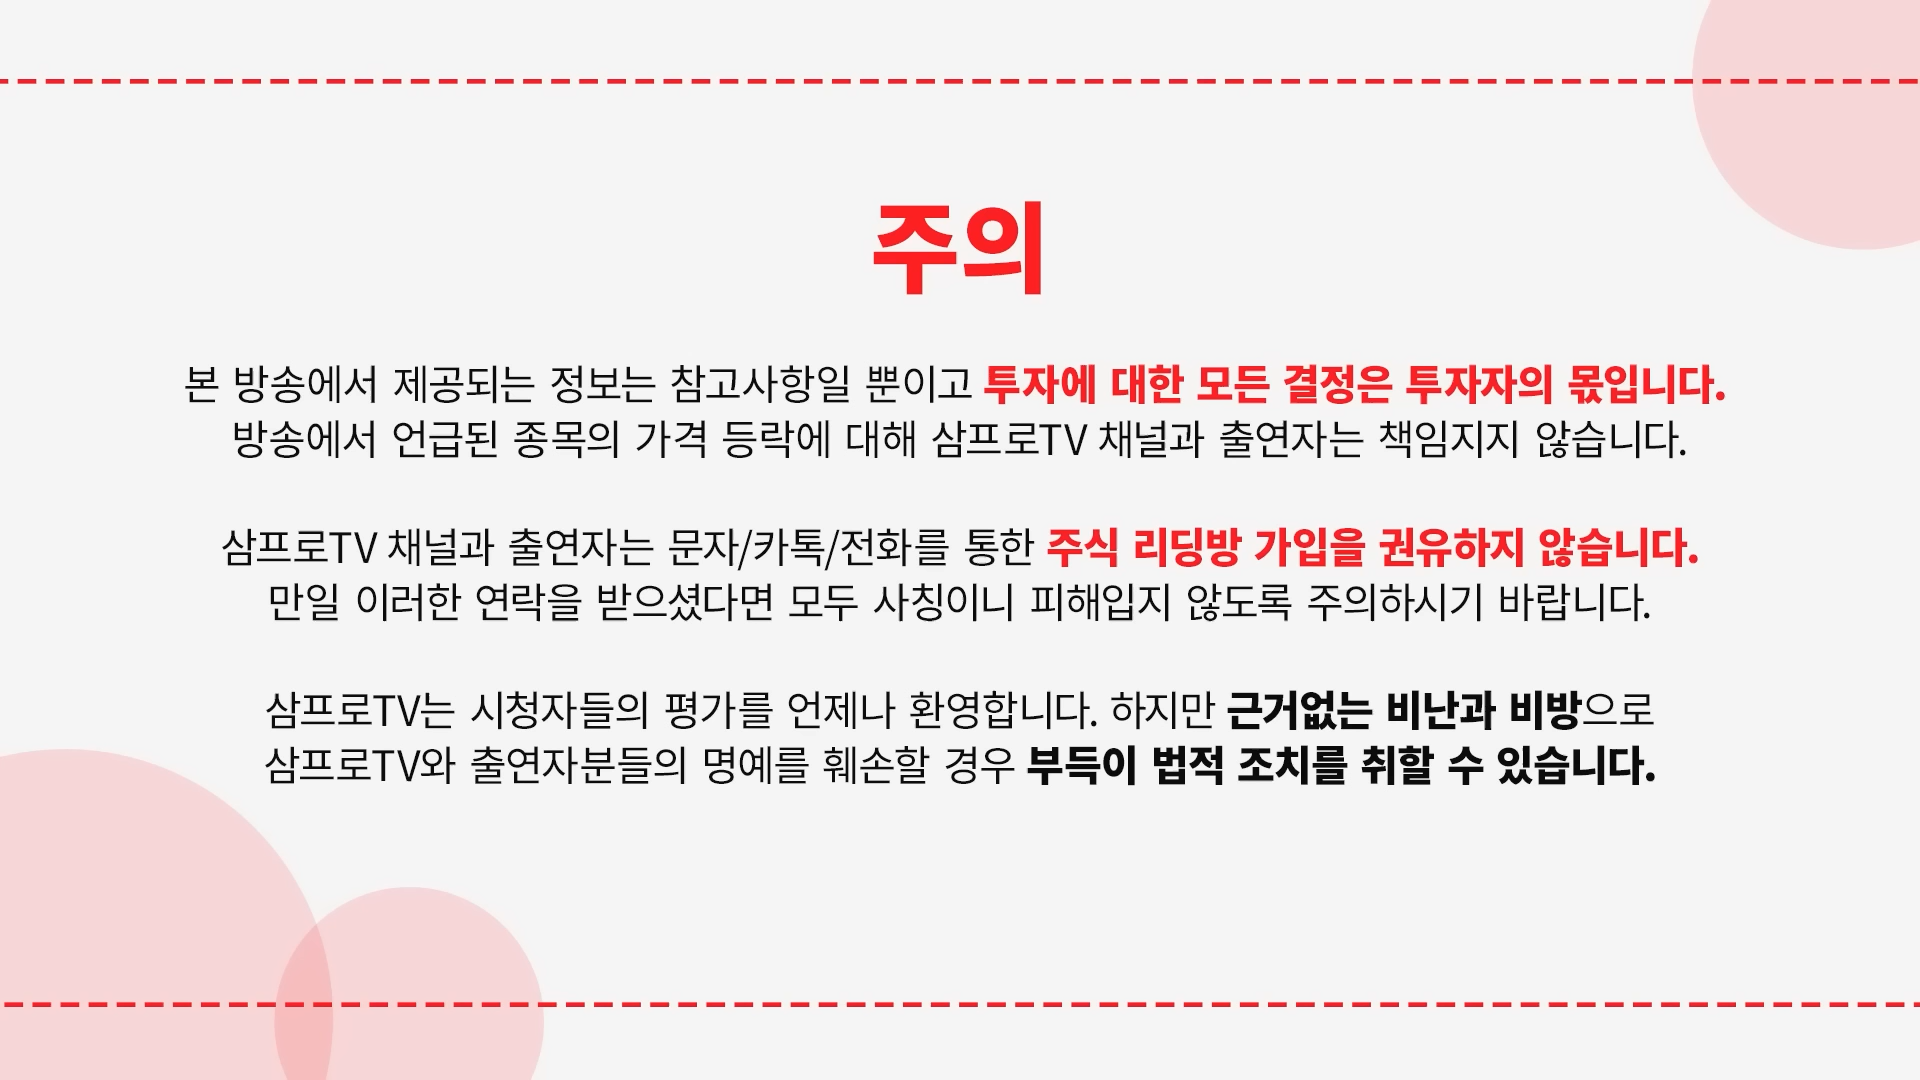 주의
본 방송에서 제공되는 정보는 참고사항일 뿐이고 투자에 대한 모든 결정은 투자자의 몫입니다.
방송에서 언급된 종목의 가격 등락에 대해 삼프로TV 채널과 출연자는 책임지지 않습니다.
삼프로TV 채널과 출연자는 문자/카톡/전화를 통한 주식 리딩방 가입을 권유하지 않습니다.
만일 이러한 연락을 받으셨다면 모두 사칭이니 피해입지 않도록 주의하시기 바랍니다.
삼프로TV는 시청자들의 평가를 언제나 환영합니다. 하지만 근거없는 비난과 비방으로
삼프로TV와 출연자분들의 명예를 훼손할 경우 부득이 법적 조치를 취할 수 있습니다.